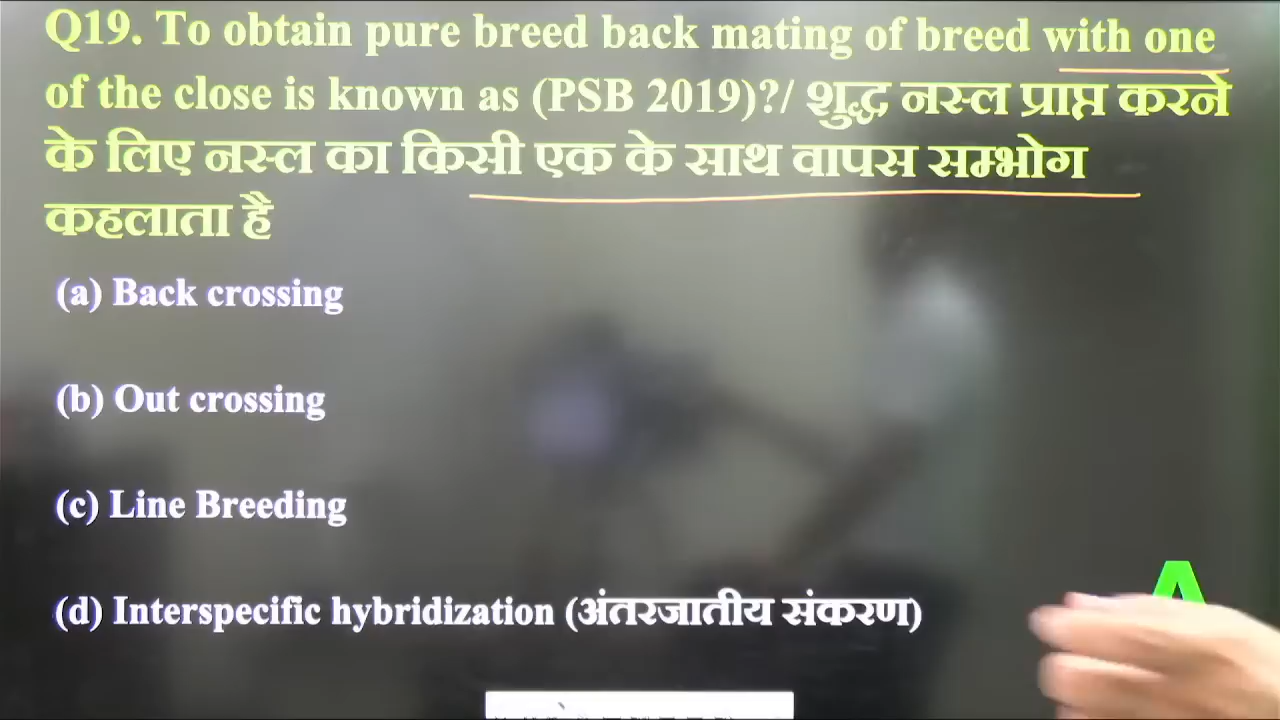 Q19. To obtain pure breed back mating of breed with one
of the close is known as (PSB 2019)?/ शुद्ध नस्ल प्राप्त करने
के लिए नस्ल का किसी एक के साथ वापस सम्भोग
कहलाता है
(a) Back crossing
(b) Out crossing
(c) Line Breeding
(d) Interspecific hybridization (अंतरजातीय संकरण)
A